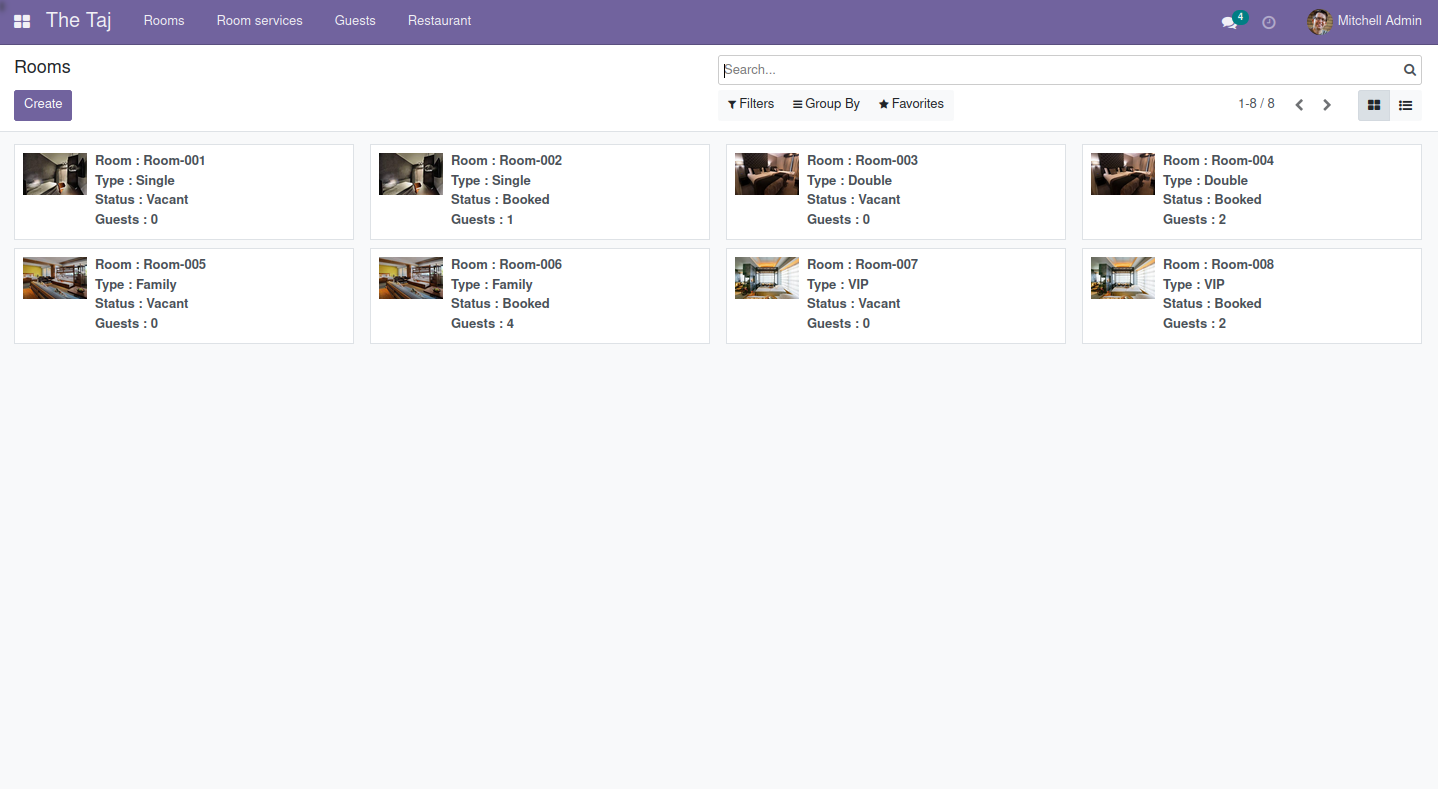 The Taj Rooms Room services Guests Restaurant 4 Mitchell Admin
Rooms
Search...
Create
Filters Group By Favorites 1-8 / 8
Room : Room-001
Type : Single
Status : Vacant
Guests : 0
Room : Room-002
Type : Single
Status : Booked
Guests : 1
Room : Room-003
Type : Double
Status : Vacant
Guests : 0
Room : Room-004
Type : Double
Status : Booked
Guests : 2
Room : Room-005
Type : Family
Status : Vacant
Guests : 0
Room : Room-006
Type : Family
Status : Booked
Guests : 4
Room : Room-007
Type : VIP
Status : Vacant
Guests : 0
Room : Room-008
Type : VIP
Status : Booked
Guests : 2